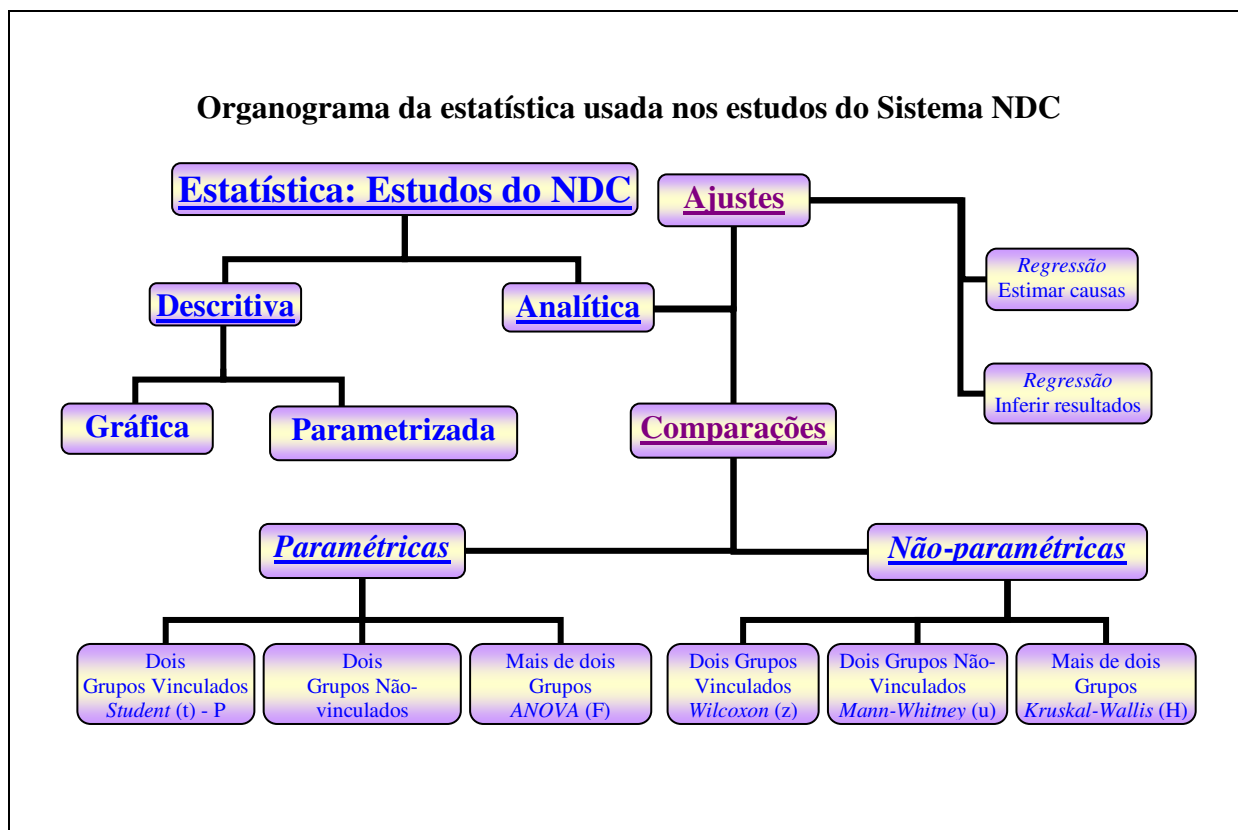 Organograma da estatística usada nos estudos do Sistema NDC
Estatística: Estudos do NDC
Ajustes
Regressão
Estimar causas
Descritiva
Analítica
Regressão
Inferir resultados
Gráfica
Parametrizada
Comparações
Paramétricas
Não-paramétricas
Dois
Grupos Vinculados
Student (t) - P
Dois
Grupos Não-
vinculados
Mais de dois
Grupos
ANOVA (F)
Dois Grupos
Vinculados
Wilcoxon (z)
Dois Grupos Não-
Vinculados
Mann-Whitney (u)
Mais de dois
Grupos
Kruskal-Wallis (H)